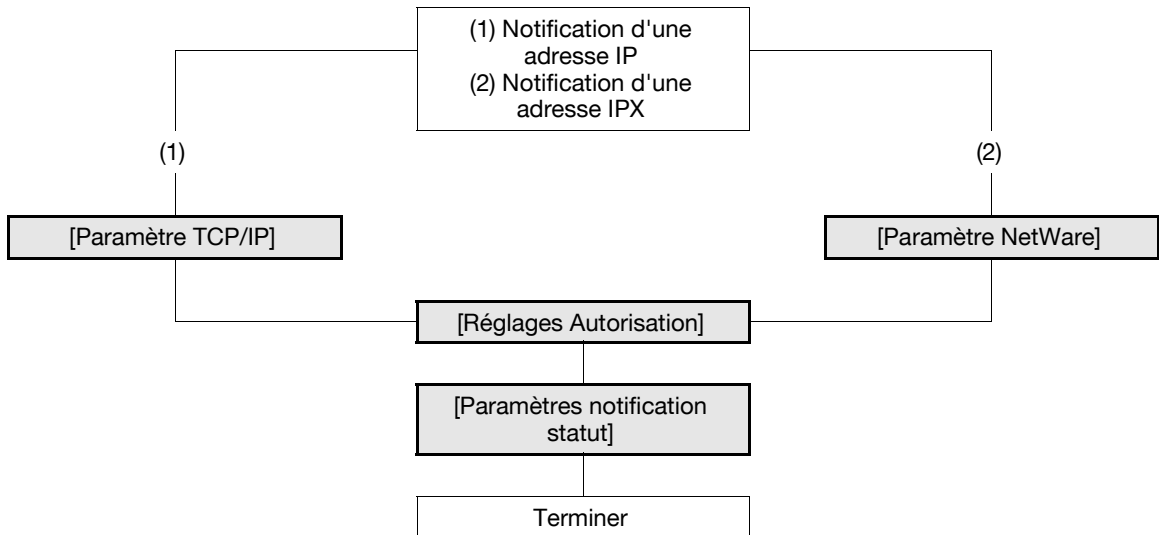 (1) Notification d'une
adresse IP
(2) Notification d'une
adresse IPX
(1)
(2)
[Paramètre TCP/IP]
[Paramètre NetWare]
[Réglages Autorisation]
[Paramètres notification
statut]
Terminer